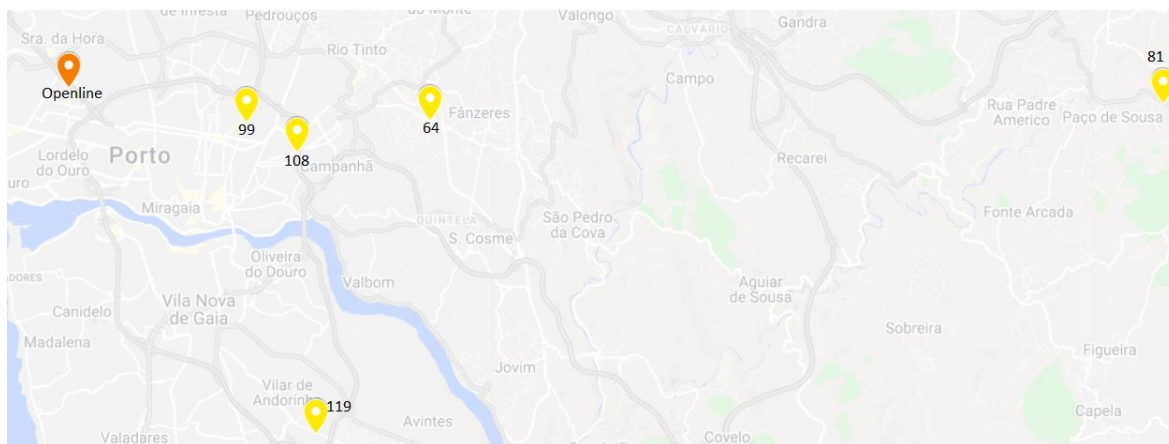 Pedrouços
Valongo
Gandra
Sra. da Hora
Rio Tinto
CALVÁRIO
81
Openline
Campo
99
64
Fânzeres
Rua Padre
Americo
Paço de Sousa
Lordelo
do Ouro
Porto
108
Campanhã
Recarei
Miragaia
QUINTELA
São Pedro
da Cova
Fonte Arcada
S. Cosme
Oliveira
do Douro
Valbom
Aguiar
de Sousa
Vila Nova
de Gaia
Canidelo
Sobreira
Madalena
Figueira
Jovim
Vilar de
Andorinho
119
Avintes
Capela
Valadares
Covelo